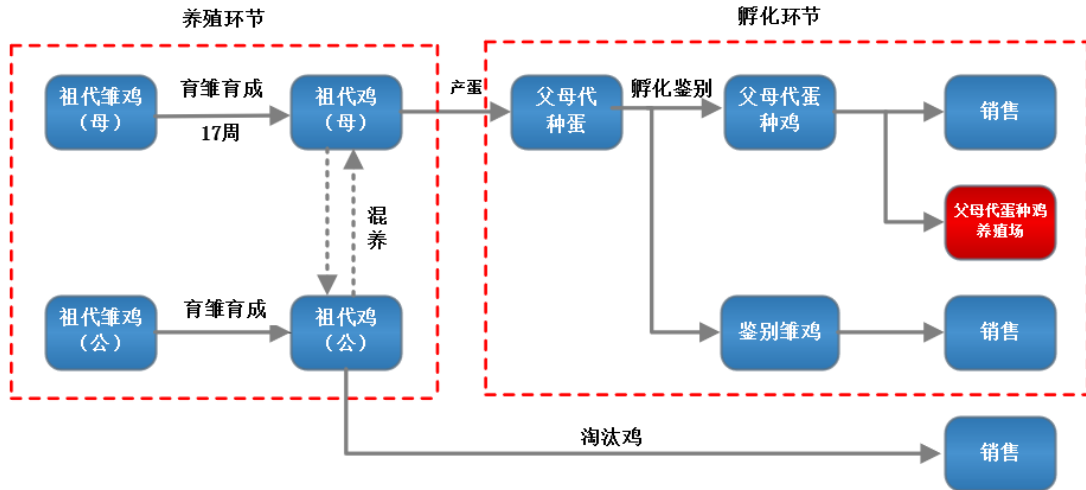 养殖环节
孵化环节
祖代雏鸡
（母）
育雏育成
17周
祖代鸡
（母）
产蛋
父母代
种蛋
孵化鉴别
父母代蛋
种鸡
销售
父母代蛋种鸡
养殖场
混
养
祖代雏鸡
（公）
育雏育成
祖代鸡
（公）
鉴别雏鸡
销售
淘汰鸡
销售